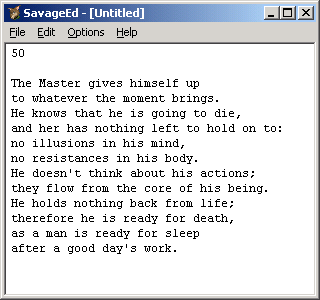 SavageEd - [Untitled]
File Edit Options Help
50
The Master gives himself up
to whatever the moment brings.
He knows that he is going to die,
and her has nothing left to hold on to:
no illusions in his mind,
no resistances in his body.
He doesn't think about his actions;
they flow from the core of his being.
He holds nothing back from life;
therefore he is ready for death,
as a man is ready for sleep
after a good day's work.